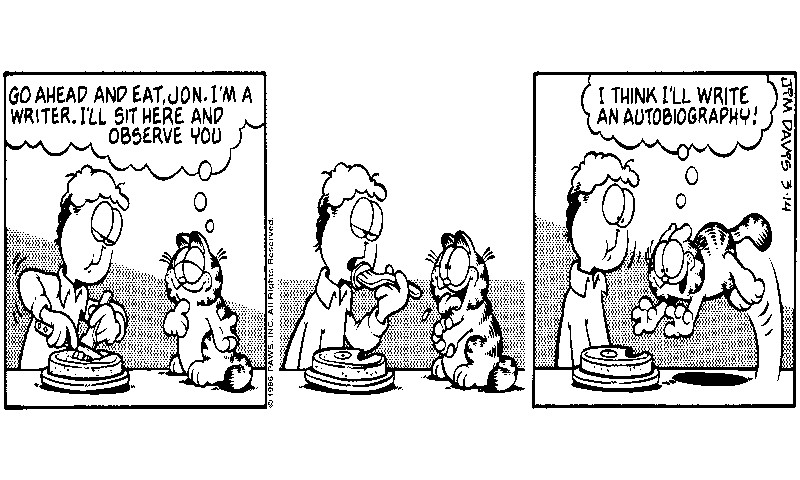 GO AHEAD AND EAT, JON. I'M A
WRITER. I'LL SIT HERE AND
OBSERVE YOU
© 1986 PAWS, INC. All Rights Reserved.
I THINK I'LL WRITE
AN AUTOBIOGRAPHY!
JIM DAVIS 3·14